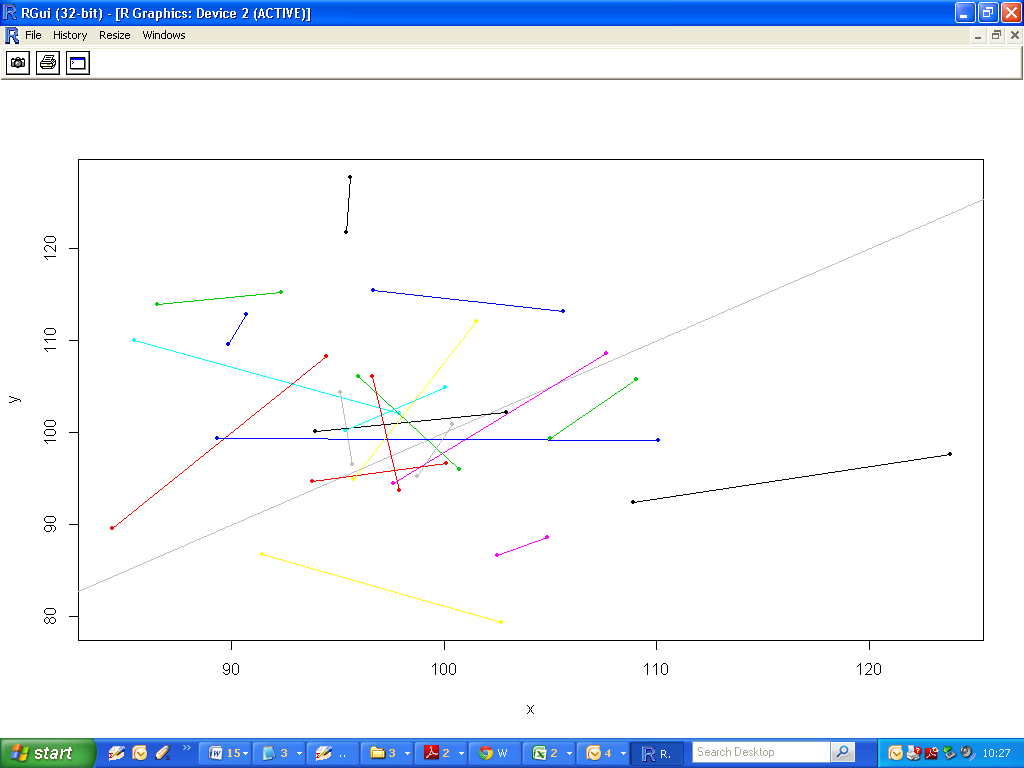 RGui (32-bit) - [R Graphics: Device 2 (ACTIVE)]
File History Resize Windows
120
110
100
90
80
y
90 100 110 120
x
start 15 3 .. 3 2 W 2 4 R. Search Desktop 10:27